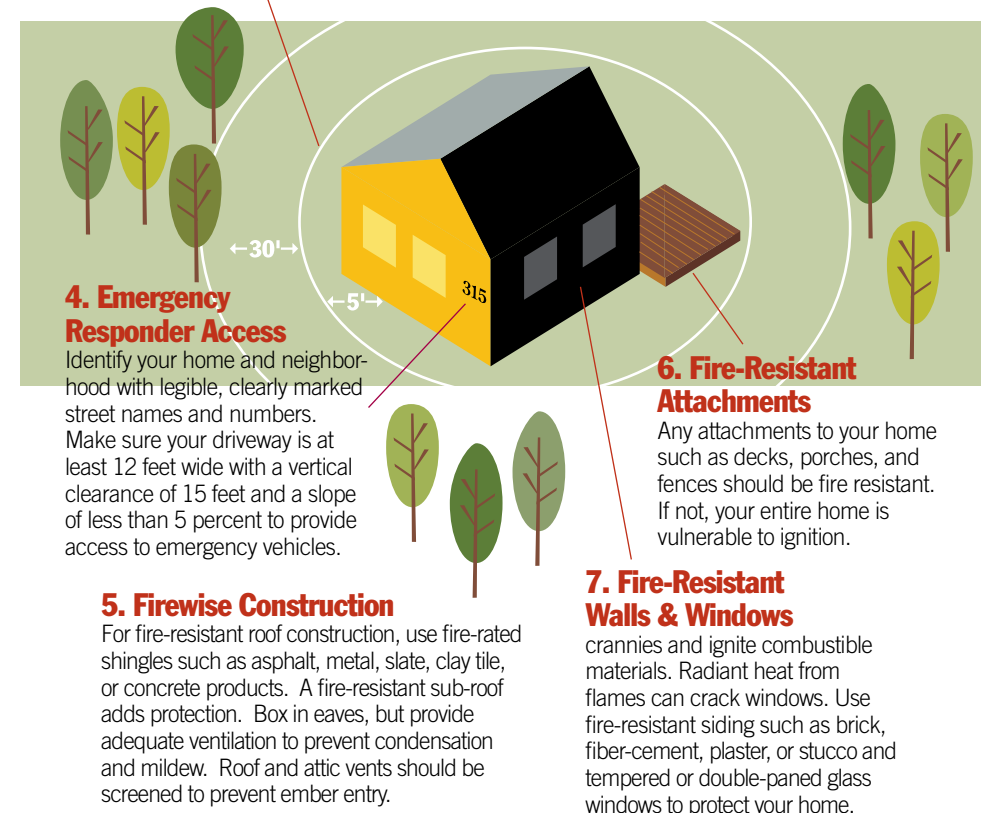 ←30'→
←5'→
315
4. Emergency
Responder Access
Identify your home and neighbor-
hood with legible, clearly marked
street names and numbers.
Make sure your driveway is at
least 12 feet wide with a vertical
clearance of 15 feet and a slope
of less than 5 percent to provide
access to emergency vehicles.
5. Firewise Construction
For fire-resistant roof construction, use fire-rated
shingles such as asphalt, metal, slate, clay tile,
or concrete products.  A fire-resistant sub-roof
adds protection.  Box in eaves, but provide
adequate ventilation to prevent condensation
and mildew.  Roof and attic vents should be
screened to prevent ember entry.
6. Fire-Resistant
Attachments
Any attachments to your home
such as decks, porches, and
fences should be fire resistant.
If not, your entire home is
vulnerable to ignition.
7. Fire-Resistant
Walls & Windows
crannies and ignite combustible
materials. Radiant heat from
flames can crack windows. Use
fire-resistant siding such as brick,
fiber-cement, plaster, or stucco and
tempered or double-paned glass
windows to protect your home.